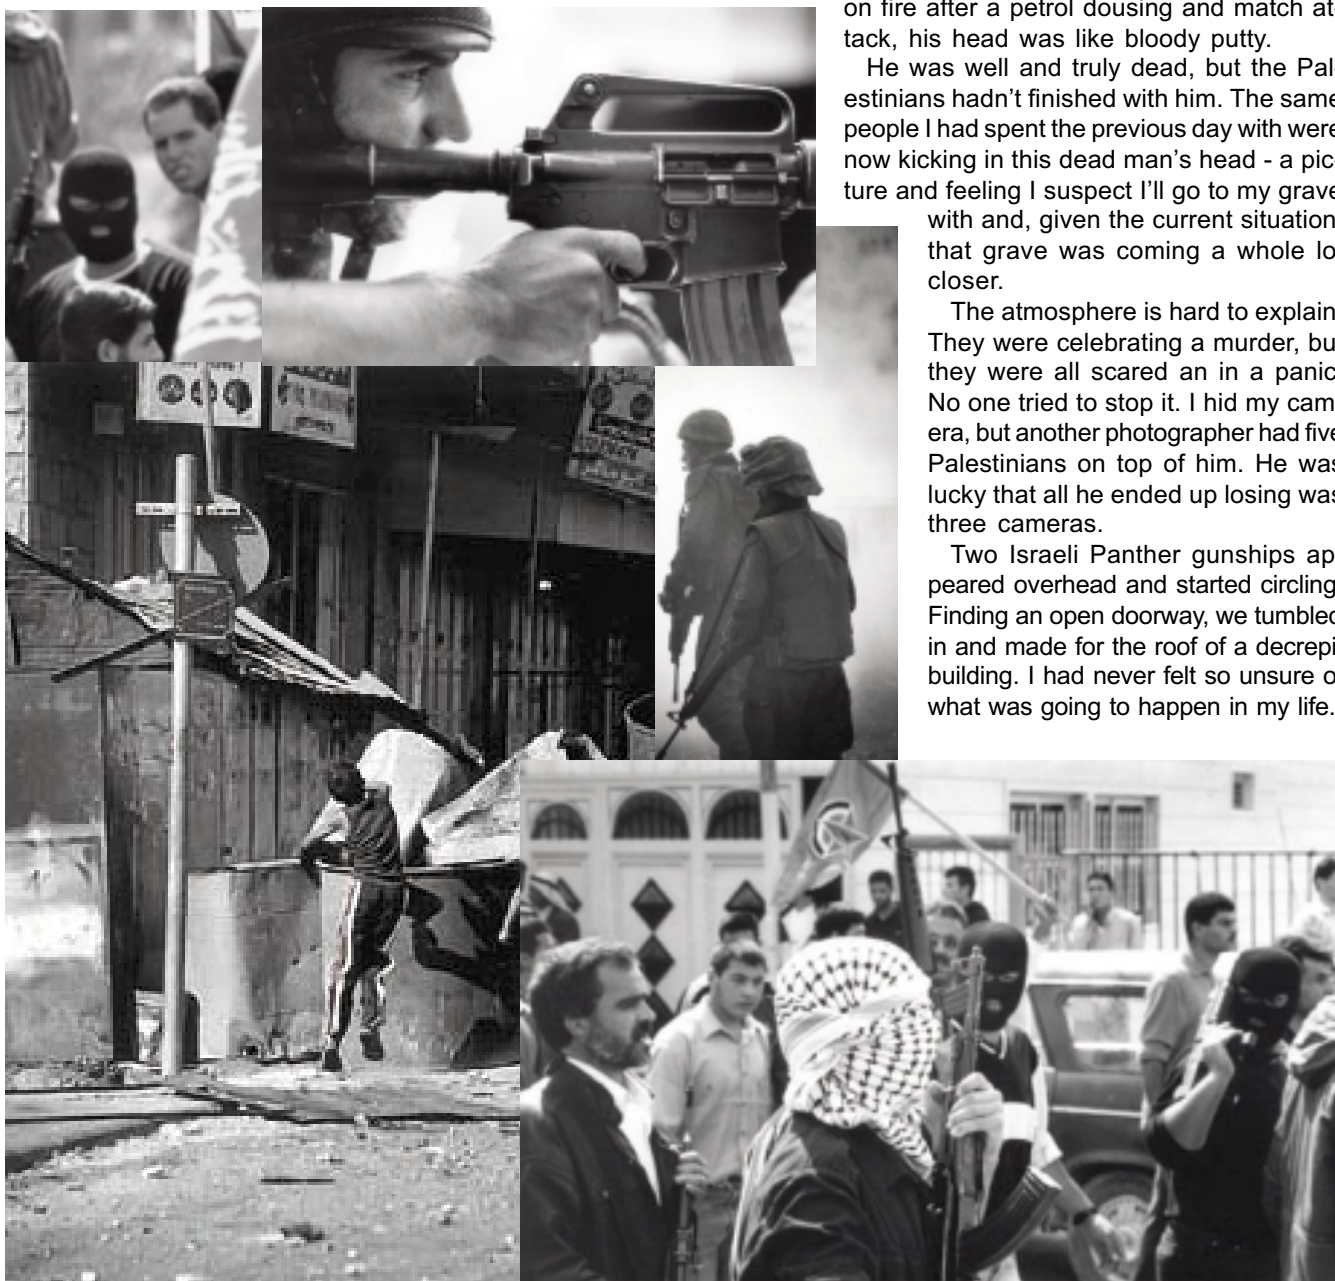 on fire after a petrol dousing and match at-
tack, his head was like bloody putty.
He was well and truly dead, but the Pal-
estinians hadn't finished with him. The same
people I had spent the previous day with were
now kicking in this dead man's head - a pic-
ture and feeling I suspect I'll go to my grave
with and, given the current situation
that grave was coming a whole lo
closer.
The atmosphere is hard to explain
They were celebrating a murder, bu
they were all scared an in a panic
No one tried to stop it. I hid my cam
era, but another photographer had five
Palestinians on top of him. He was
lucky that all he ended up losing was
three cameras.
Two Israeli Panther gunships ap
peared overhead and started circling
Finding an open doorway, we tumbled
in and made for the roof of a decrepi
building. I had never felt so unsure o
what was going to happen in my life.